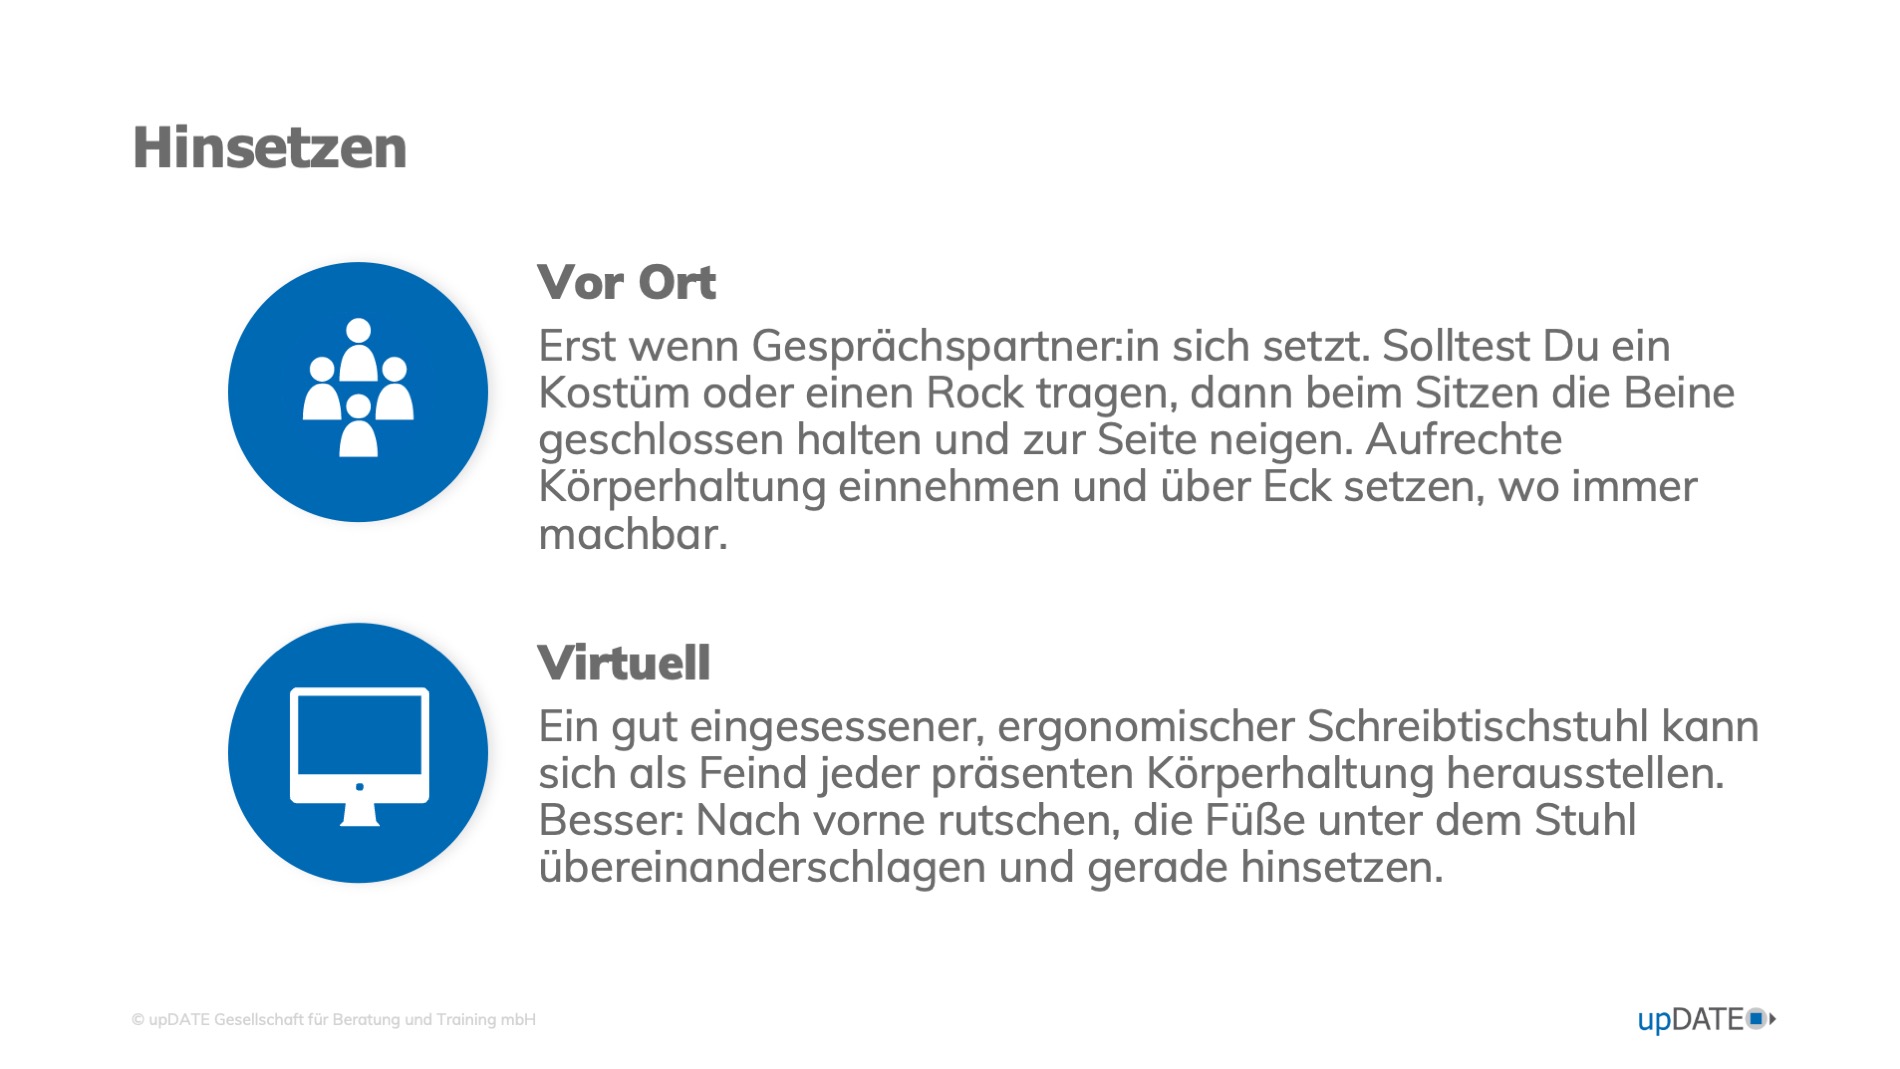 Hinsetzen
Vor Ort
Erst wenn Gesprächspartner:in sich setzt. Solltest Du ein
Kostüm oder einen Rock tragen, dann beim Sitzen die Beine
geschlossen halten und zur Seite neigen. Aufrechte
Körperhaltung einnehmen und über Eck setzen, wo immer
machbar.
Virtuell
Ein gut eingesessener, ergonomischer Schreibtischstuhl kann
sich als Feind jeder präsenten Körperhaltung herausstellen.
Besser: Nach vorne rutschen, die Füße unter dem Stuhl
übereinanderschlagen und gerade hinsetzen.
© upDATE Gesellschaft für Beratung und Training mbH
upDATE